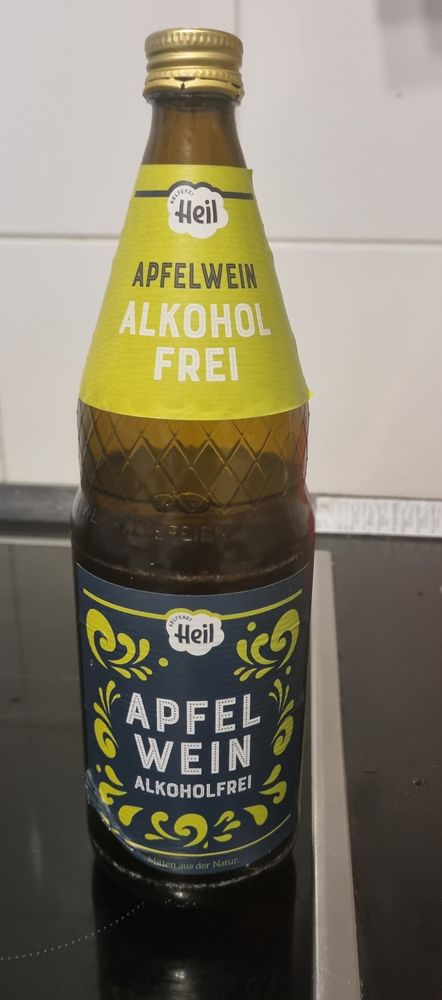 KELTEREI
Heil
APFELWEIN
ALKOHOL
FREI
KELTEREI
Heil
APFEL
WEIN
ALKOHOLFREI
Mitten aus der Natur.